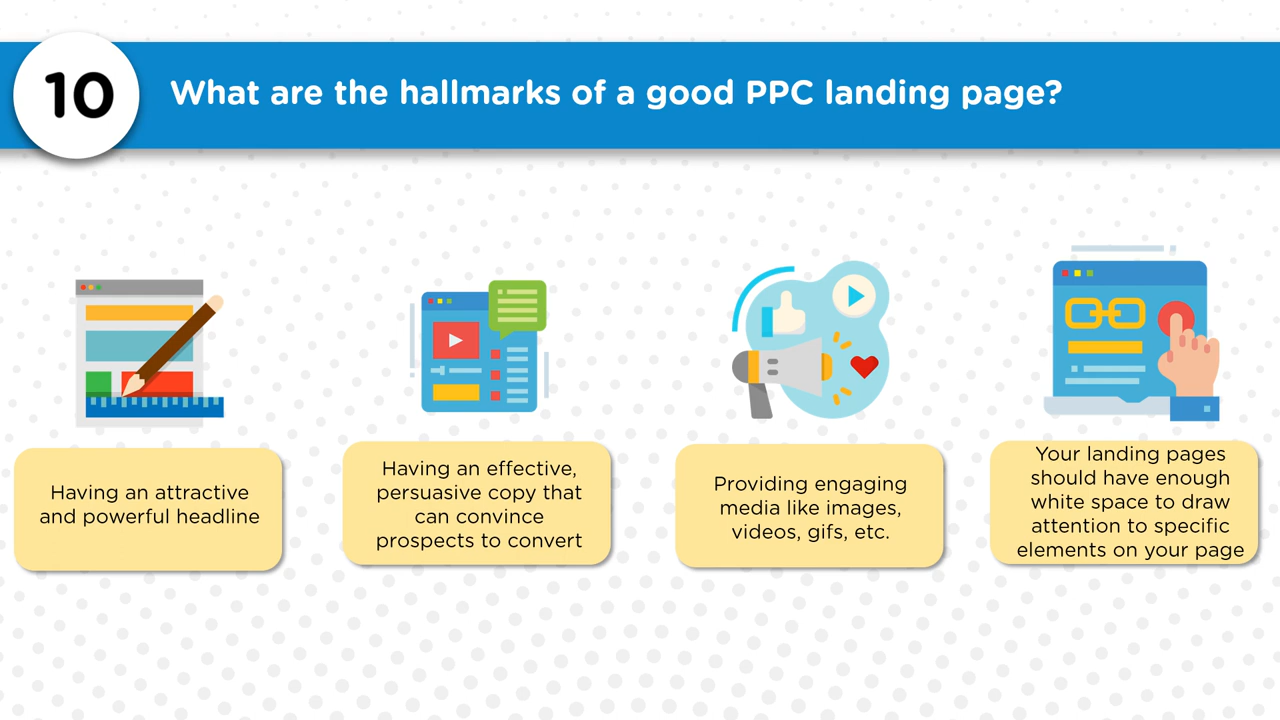 10
What are the hallmarks of a good PPC landing page?
Having an attractive
and powerful headline
Having an effective,
persuasive copy that
can convince
prospects to convert
Providing engaging
media like images,
videos, gifs, etc.
Your landing pages
should have enough
white space to draw
attention to specific
elements on your page